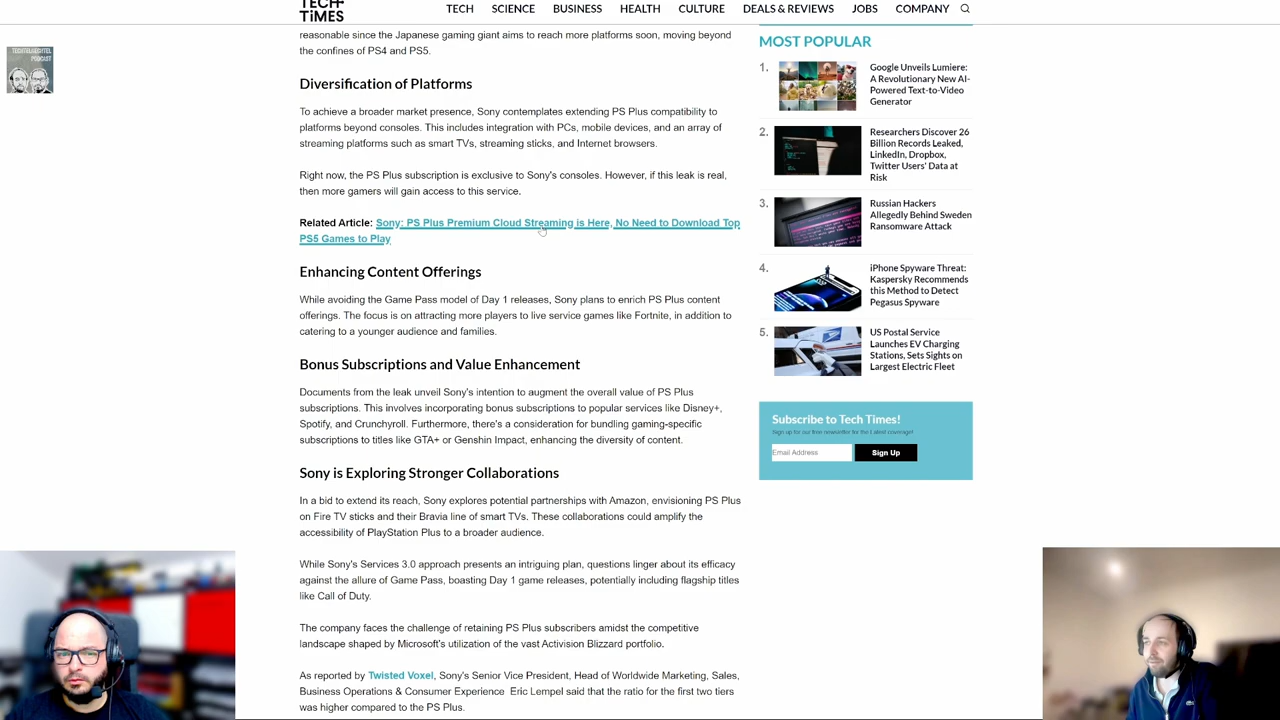 TECH
TIMES
TECH
SCIENCE
BUSINESS
HEALTH
CULTURE
DEALS & REVIEWS
JOBS
COMPANY
PODCAST
reasonable since the Japanese gaming giant aims to reach more platforms soon, moving beyond
the confines of PS4 and PS5.
Diversification of Platforms
To achieve a broader market presence, Sony contemplates extending PS Plus compatibility to
platforms beyond consoles. This includes integration with PCs, mobile devices, and an array of
streaming platforms such as smart TVs, streaming sticks, and Internet browsers.
Right now, the PS Plus subscription is exclusive to Sony's consoles. However, if this leak is real,
then more gamers will gain access to this service.
Related Article: Sony: PS Plus Premium Cloud Streaming is Here, No Need to Download Top
PS5 Games to Play
Enhancing Content Offerings
While avoiding the Game Pass model of Day 1 releases, Sony plans to enrich PS Plus content
offerings. The focus is on attracting more players to live service games like Fortnite, in addition to
catering to a younger audience and families.
Bonus Subscriptions and Value Enhancement
Documents from the leak unveil Sony's intention to augment the overall value of PS Plus
subscriptions. This involves incorporating bonus subscriptions to popular services like Disney+,
Spotify, and Crunchyroll. Furthermore, there's a consideration for bundling gaming-specific
subscriptions to titles like GTA+ or Genshin Impact, enhancing the diversity of content.
Sony is Exploring Stronger Collaborations
In a bid to extend its reach, Sony explores potential partnerships with Amazon, envisioning PS Plus
on Fire TV sticks and their Bravia line of smart TVs. These collaborations could amplify the
accessibility of PlayStation Plus to a broader audience.
While Sony's Services 3.0 approach presents an intriguing plan, questions linger about its efficacy
against the allure of Game Pass, boasting Day 1 game releases, potentially including flagship titles
like Call of Duty.
The company faces the challenge of retaining PS Plus subscribers amidst the competitive
landscape shaped by Microsoft's utilization of the vast Activision Blizzard portfolio.
As reported by Twisted Voxel, Sony's Senior Vice President, Head of Worldwide Marketing, Sales,
Business Operations & Consumer Experience Eric Lempel said that the ratio for the first two tiers
was higher compared to the PS Plus.
MOST POPULAR
1.
Google Unveils Lumiere:
A Revolutionary New AI-
Powered Text-to-Video
Generator
2.
Researchers Discover 26
Billion Records Leaked,
LinkedIn, Dropbox,
Twitter Users' Data at
Risk
3.
Russian Hackers
Allegedly Behind Sweden
Ransomware Attack
4.
iPhone Spyware Threat:
Kaspersky Recommends
this Method to Detect
Pegasus Spyware
5.
US Postal Service
Launches EV Charging
Stations, Sets Sights on
Largest Electric Fleet
Subscribe to Tech Times!
Sign up for our free newsletter for the Latest coverage!
Email Address
Sign Up